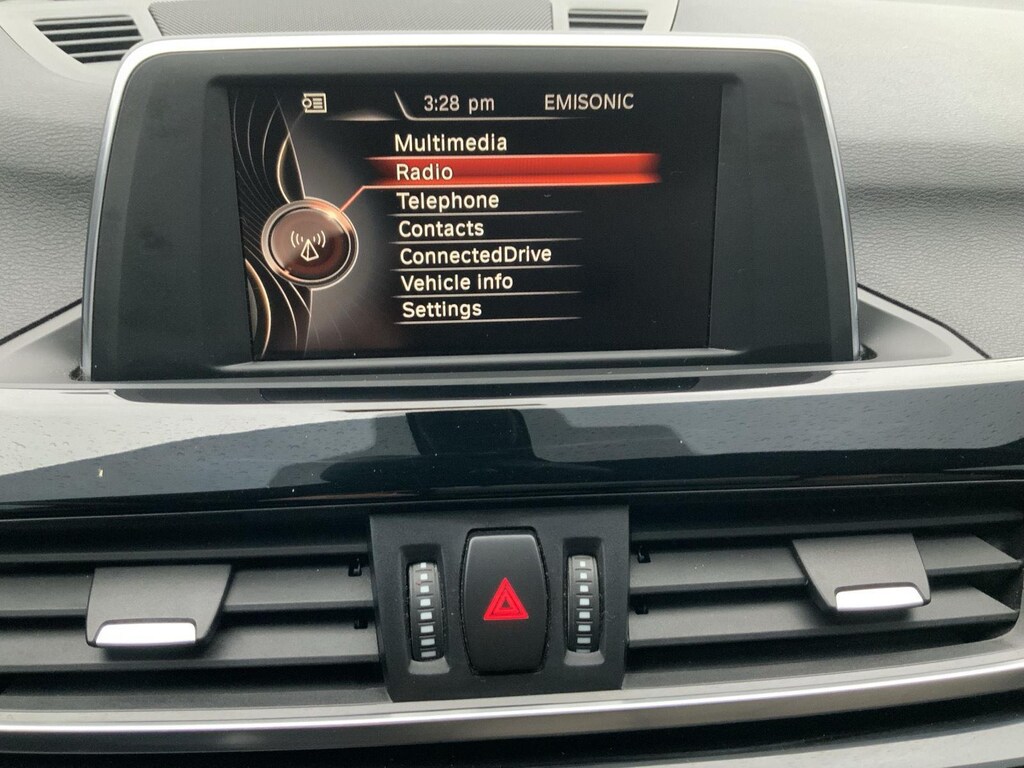 3:28 pm EMISONIC
Multimedia
Radio
Telephone
Contacts
ConnectedDrive
Vehicle info
Settings